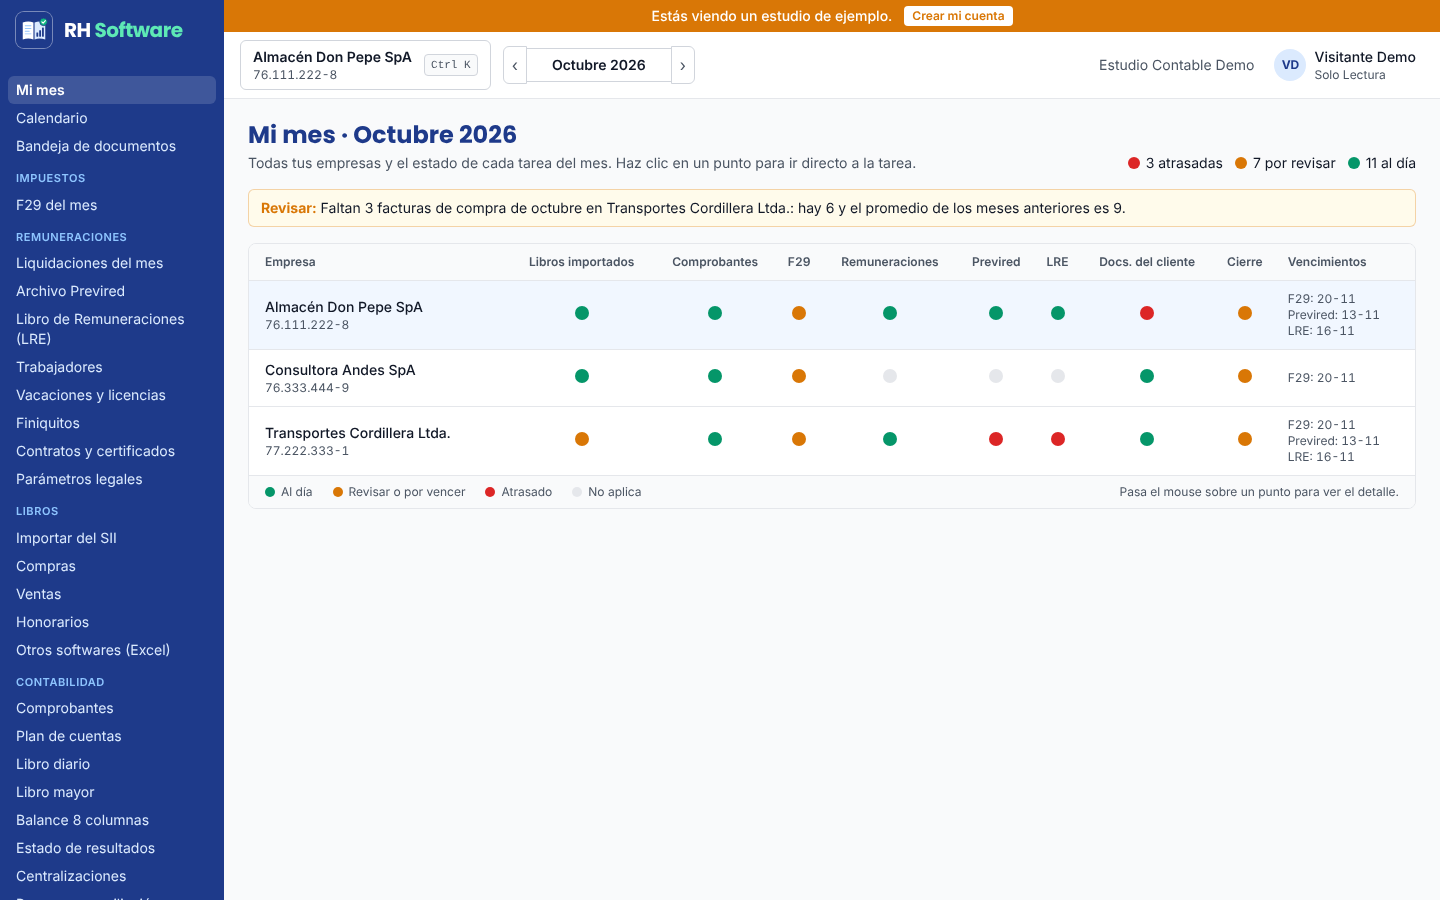 RH Software
Estás viendo un estudio de ejemplo. Crear mi cuenta
Almacén Don Pepe SpA
76.111.222-8
Ctrl K
‹ Octubre 2026 ›
Estudio Contable Demo
VD
Visitante Demo
Solo Lectura
Mi mes
Calendario
Bandeja de documentos
IMPUESTOS
F29 del mes
REMUNERACIONES
Liquidaciones del mes
Archivo Previred
Libro de Remuneraciones
(LRE)
Trabajadores
Vacaciones y licencias
Finiquitos
Contratos y certificados
Parámetros legales
LIBROS
Importar del SII
Compras
Ventas
Honorarios
Otros softwares (Excel)
CONTABILIDAD
Comprobantes
Plan de cuentas
Libro diario
Libro mayor
Balance 8 columnas
Estado de resultados
Centralizaciones
Mi mes · Octubre 2026
Todas tus empresas y el estado de cada tarea del mes. Haz clic en un punto para ir directo a la tarea.
3 atrasadas 7 por revisar 11 al día
Revisar: Faltan 3 facturas de compra de octubre en Transportes Cordillera Ltda.: hay 6 y el promedio de los meses anteriores es 9.
Empresa Libros importados Comprobantes F29 Remuneraciones Previred LRE Docs. del cliente Cierre Vencimientos
Almacén Don Pepe SpA
76.111.222-8
F29: 20-11
Previred: 13-11
LRE: 16-11
Consultora Andes SpA
76.333.444-9
F29: 20-11
Transportes Cordillera Ltda.
77.222.333-1
F29: 20-11
Previred: 13-11
LRE: 16-11
Al día Revisar o por vencer Atrasado No aplica
Pasa el mouse sobre un punto para ver el detalle.